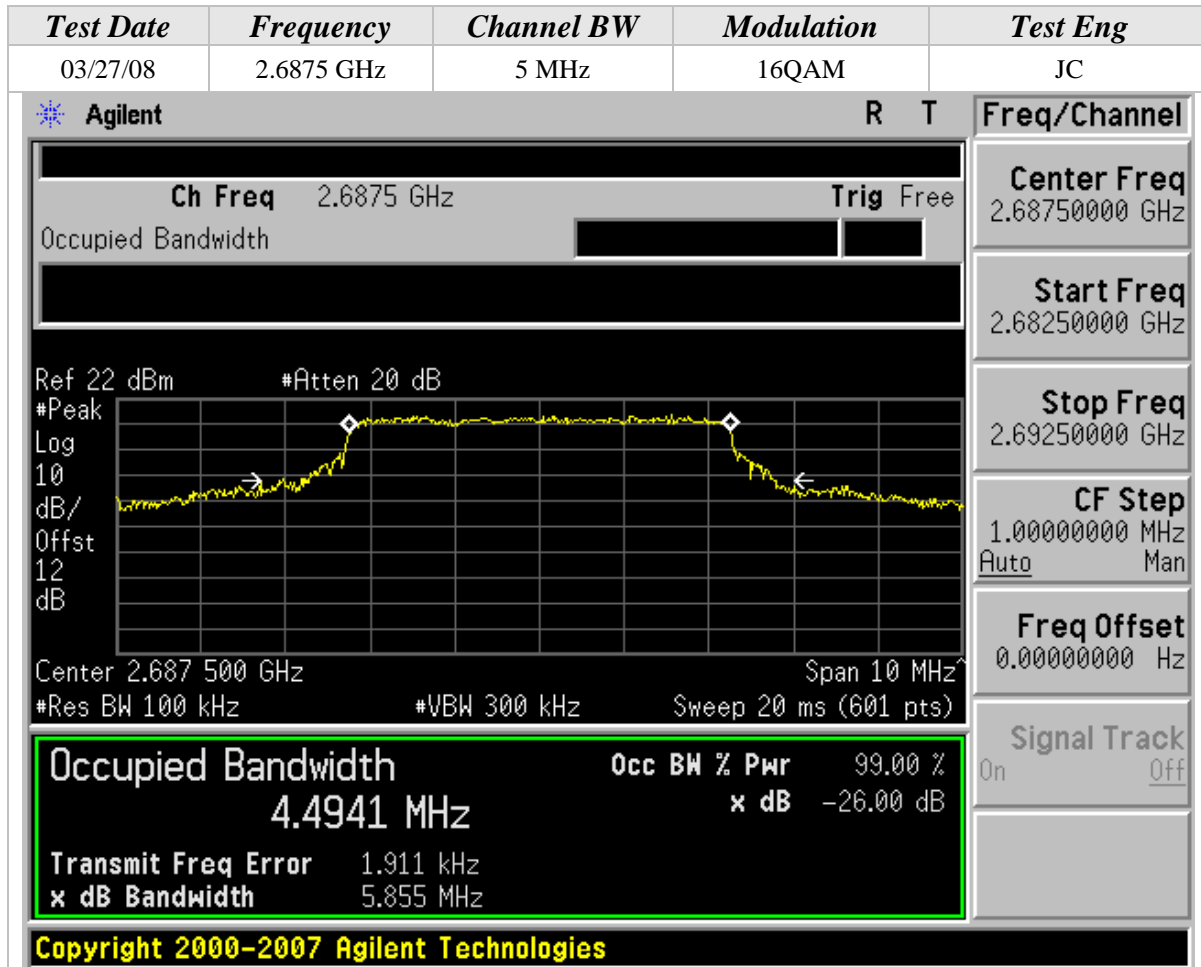 Test Date Frequency Channel BW Modulation Test Eng
03/27/08 2.6875 GHz 5 MHz 16QAM JC
Agilent R T Freq/Channel
Ch Freq 2.6875 GHz Trig Free
Occupied Bandwidth
Center Freq
2.68750000 GHz
Start Freq
2.68250000 GHz
Stop Freq
2.69250000 GHz
CF Step
1.00000000 MHz
Auto Man
Freq Offset
0.00000000 Hz
Signal Track
On Off
Ref 22 dBm #Atten 20 dB
#Peak
Log
10
dB/
Offst
12
dB
Center 2.687 500 GHz Span 10 MHz^
#Res BW 100 kHz #VBW 300 kHz Sweep 20 ms (601 pts)
Occupied Bandwidth Occ BW % Pwr 99.00 %
4.4941 MHz x dB -26.00 dB
Transmit Freq Error 1.911 kHz
x dB Bandwidth 5.855 MHz
Copyright 2000-2007 Agilent Technologies